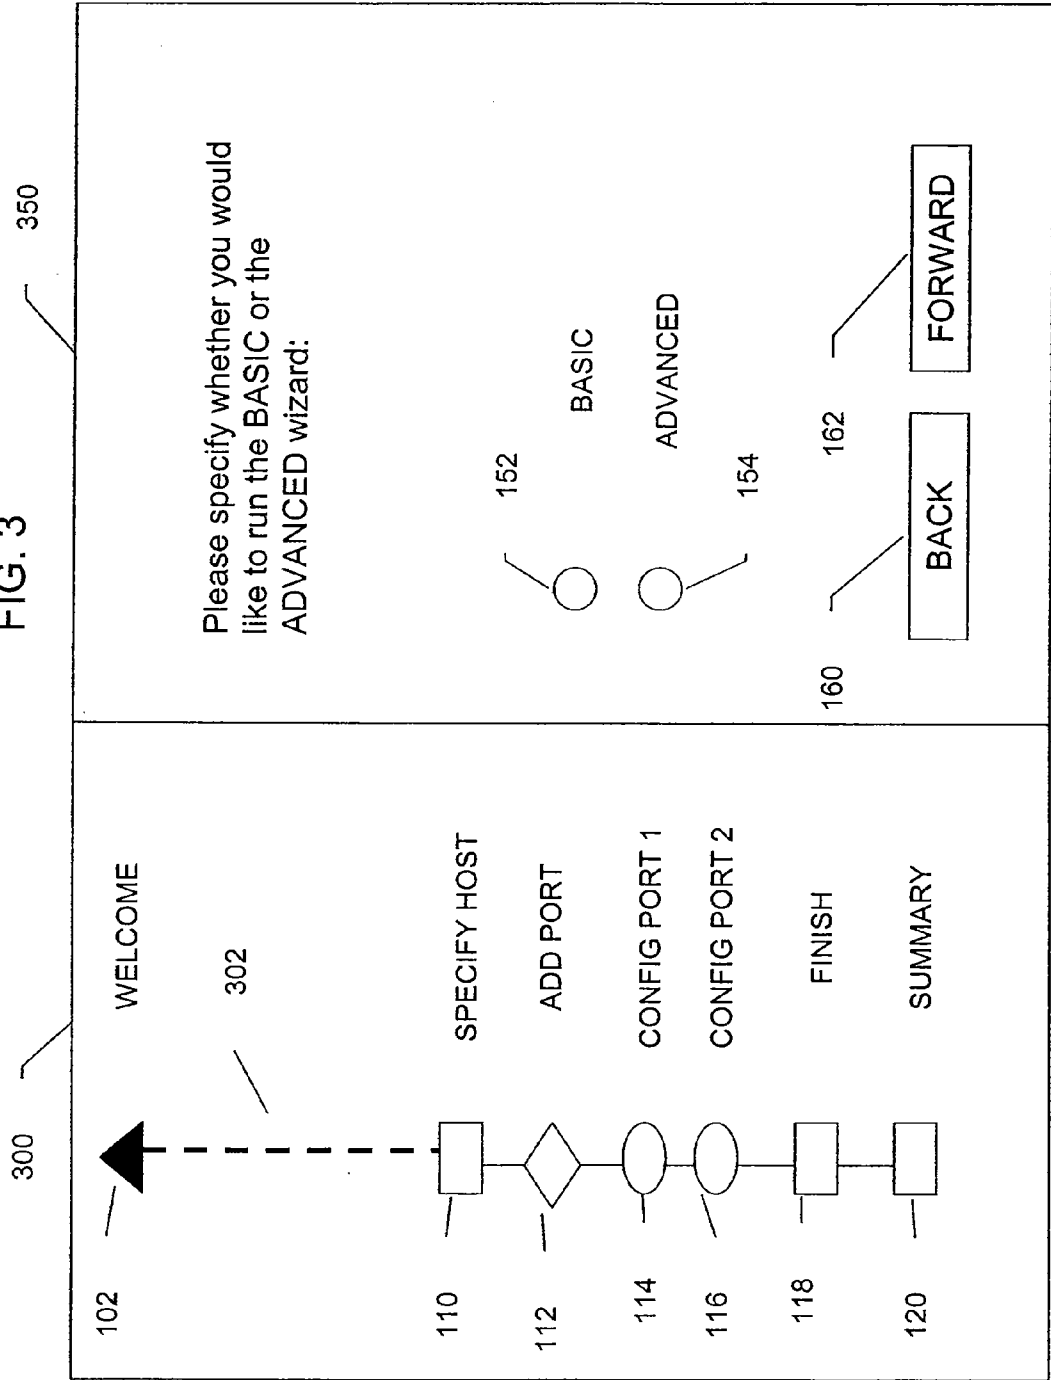 FIG. 3
300
350
102
WELCOME
302
110
SPECIFY HOST
112
ADD PORT
114
CONFIG PORT 1
116
CONFIG PORT 2
118
FINISH
120
SUMMARY
Please specify whether you would
like to run the BASIC or the
ADVANCED wizard:
152
BASIC
ADVANCED
154
160
162
BACK
FORWARD